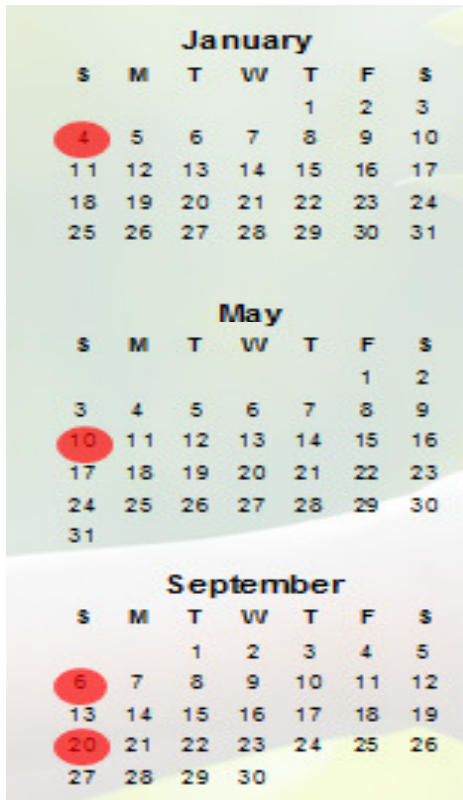 January
S M T W T F S
1 2 3
4 5 6 7 8 9 10
11 12 13 14 15 16 17
18 19 20 21 22 23 24
25 26 27 28 29 30 31
May
S M T W T F S
1 2
3 4 5 6 7 8 9
10 11 12 13 14 15 16
17 18 19 20 21 22 23
24 25 26 27 28 29 30
31
September
S M T W T F S
1 2 3 4 5
6 7 8 9 10 11 12
13 14 15 16 17 18 19
20 21 22 23 24 25 26
27 28 29 30